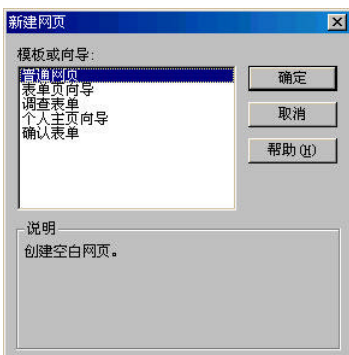 新建网页
模板或向导:
普通网页
表单页向导
调查表单
个人主页向导
确认表单
确定
取消
帮助(H)
说明
创建空白网页。